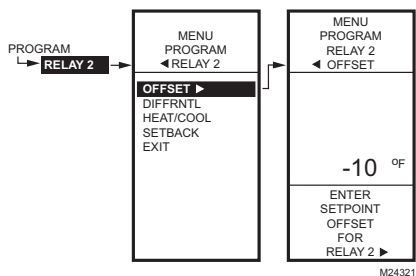 PROGRAM
RELAY 2
MENU
PROGRAM
◄RELAY 2
OFFSET ►
DIFFRNTL
HEAT/COOL
SETBACK
EXIT
MENU
PROGRAM
RELAY 2
◄ OFFSET
-10 ºF
ENTER
SETPOINT
OFFSET
FOR
RELAY 2 ►
M24321